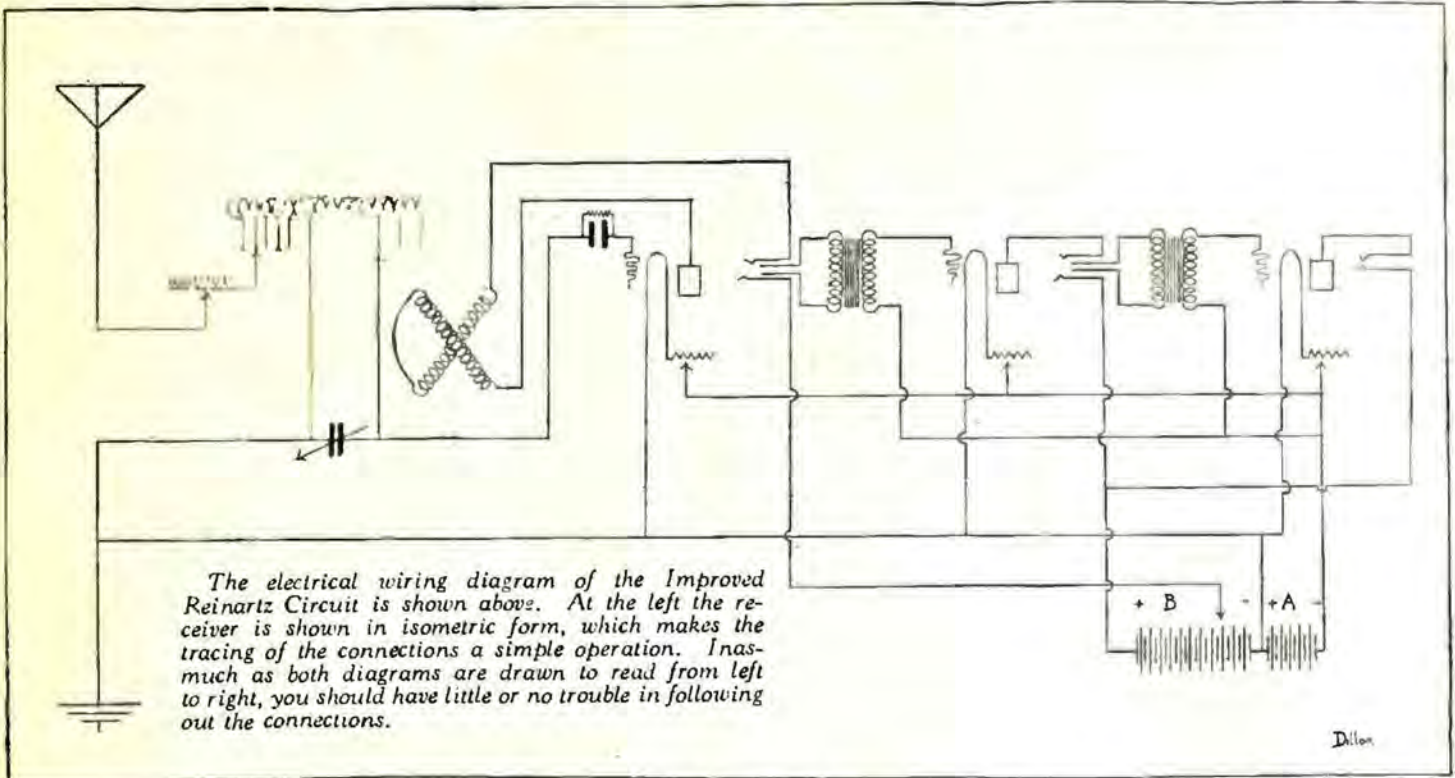 + B - + A -
The electrical wiring diagram of the Improved
Reinartz Circuit is shown above. At the left the re-
ceiver is shown in isometric form, which makes the
tracing of the connections a simple operation. Inas-
much as both diagrams are drawn to read from left
to right, you should have little or no trouble in following
out the connections.
Dillon